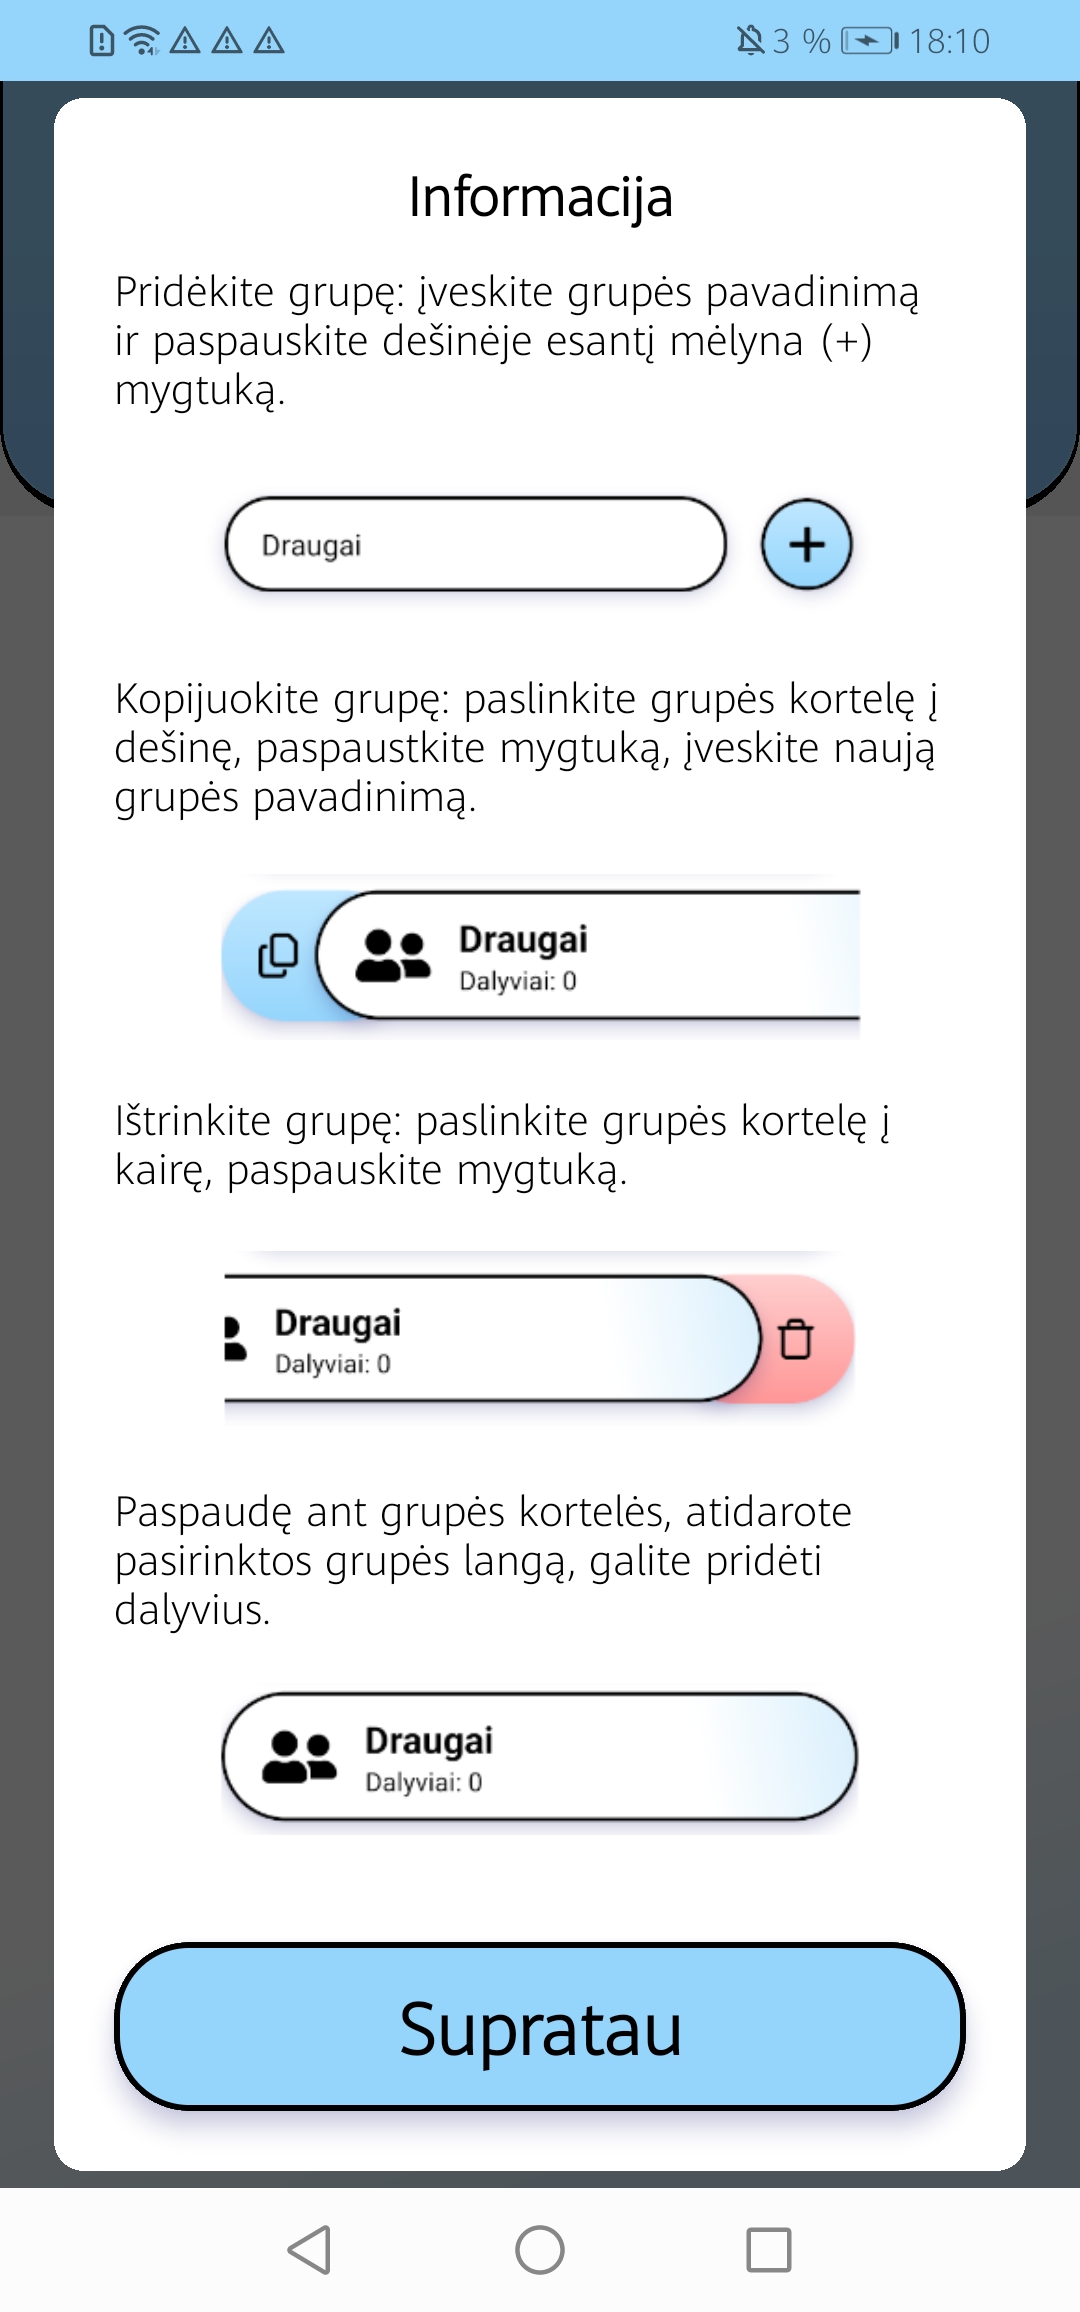 3 % 18:10
Informacija
Pridėkite grupę: įveskite grupės pavadinimą
ir paspauskite dešinėje esantį mėlyna (+)
mygtuką.
Draugai
Kopijuokite grupę: paslinkite grupės kortelę į
dešinę, paspaustkite mygtuką, įveskite naują
grupės pavadinimą.
Draugai
Dalyviai: 0
Ištrinkite grupę: paslinkite grupės kortelę į
kairę, paspauskite mygtuką.
Draugai
Dalyviai: 0
Paspaudę ant grupės kortelės, atidarote
pasirinktos grupės langą, galite pridėti
dalyvius.
Draugai
Dalyviai: 0
Supratau